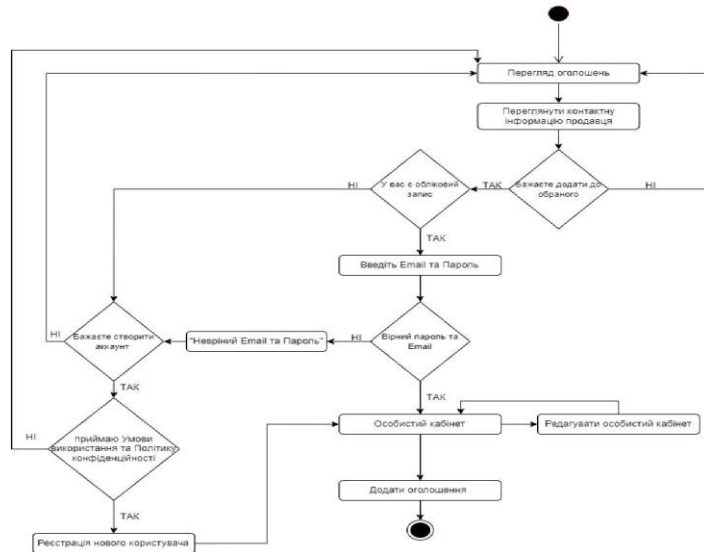 Перегляд оголошень
Переглянути контактну
інформацію продавця
У вас є обліковий
запис
НІ
ТАК
Бажаєте додати до
обраного
НІ
ТАК
Введіть Email та Пароль
Бажаєте створити
аккаунт
НІ
"Невріний Email та Пароль"
НІ
Вірний пароль та
Email
ТАК
ТАК
Особистий кабінет
Редагувати особистий кабінет
НІ
приймаю Умови
використання та Політику
конфіденційності
Додати оголошення
ТАК
Реєстрація нового користувача